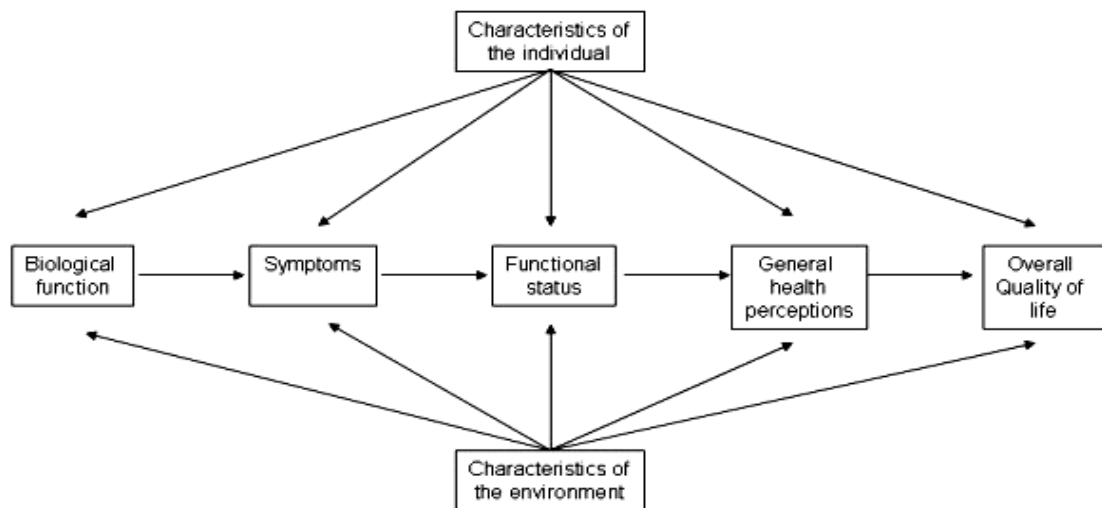 Characteristics of
the individual
Biological
function
Symptoms
Functional
status
General
health
perceptions
Overall
Quality of
life
Characteristics of
the environment